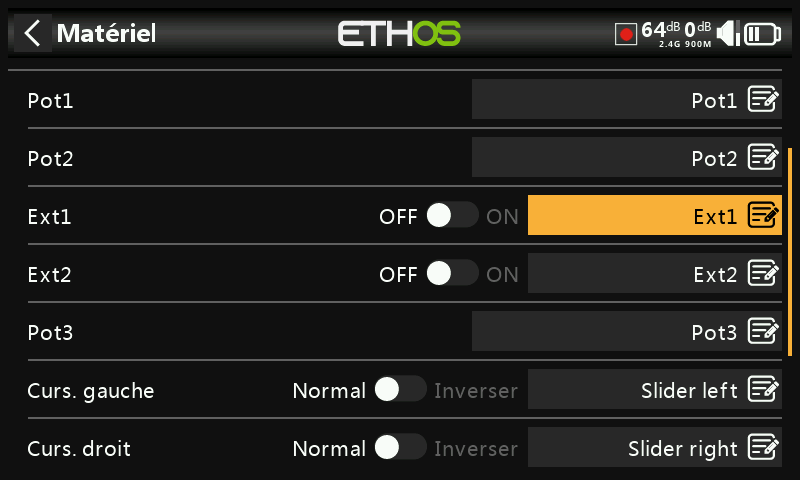 Matériel
ETHOS
64dB 0dB
2.4G 900M
Pot1 Pot1
Pot2 Pot2
Ext1 OFF ON Ext1
Ext2 OFF ON Ext2
Pot3 Pot3
Curs. gauche Normal Inverser Slider left
Curs. droit Normal Inverser Slider right